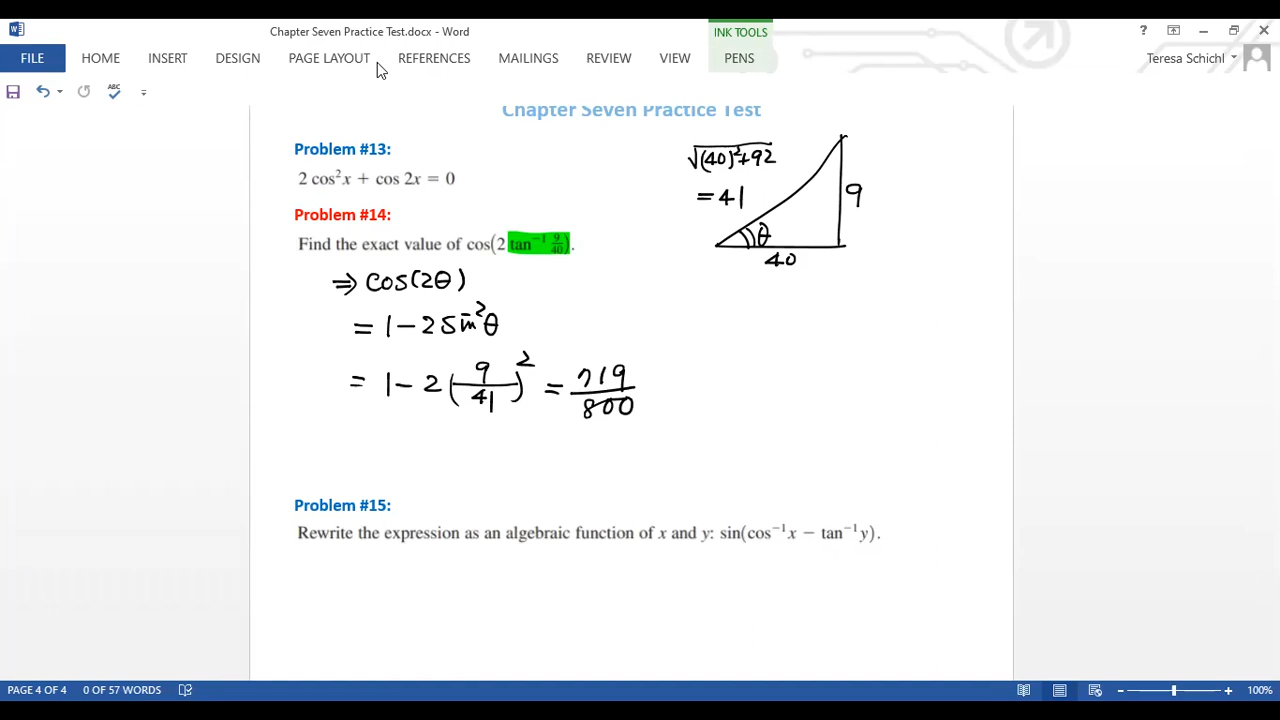 Chapter Seven Practice Test.docx - Word
INK TOOLS
FILE HOME INSERT DESIGN PAGE LAYOUT REFERENCES MAILINGS REVIEW VIEW PENS
Teresa Schichl
ABC
Chapter Seven Practice Test
Problem #13:
2 cos²x + cos 2x = 0
Problem #14:
Find the exact value of cos(2 tan⁻¹ 9/40).
⇒ cos(2θ)
= 1 − 2 sin²θ
= 1 − 2 (9/41)² = 719/800
√(40)²+92
= 41
9
θ
40
Problem #15:
Rewrite the expression as an algebraic function of x and y: sin(cos⁻¹x − tan⁻¹y).
PAGE 4 OF 4 0 OF 57 WORDS
100%